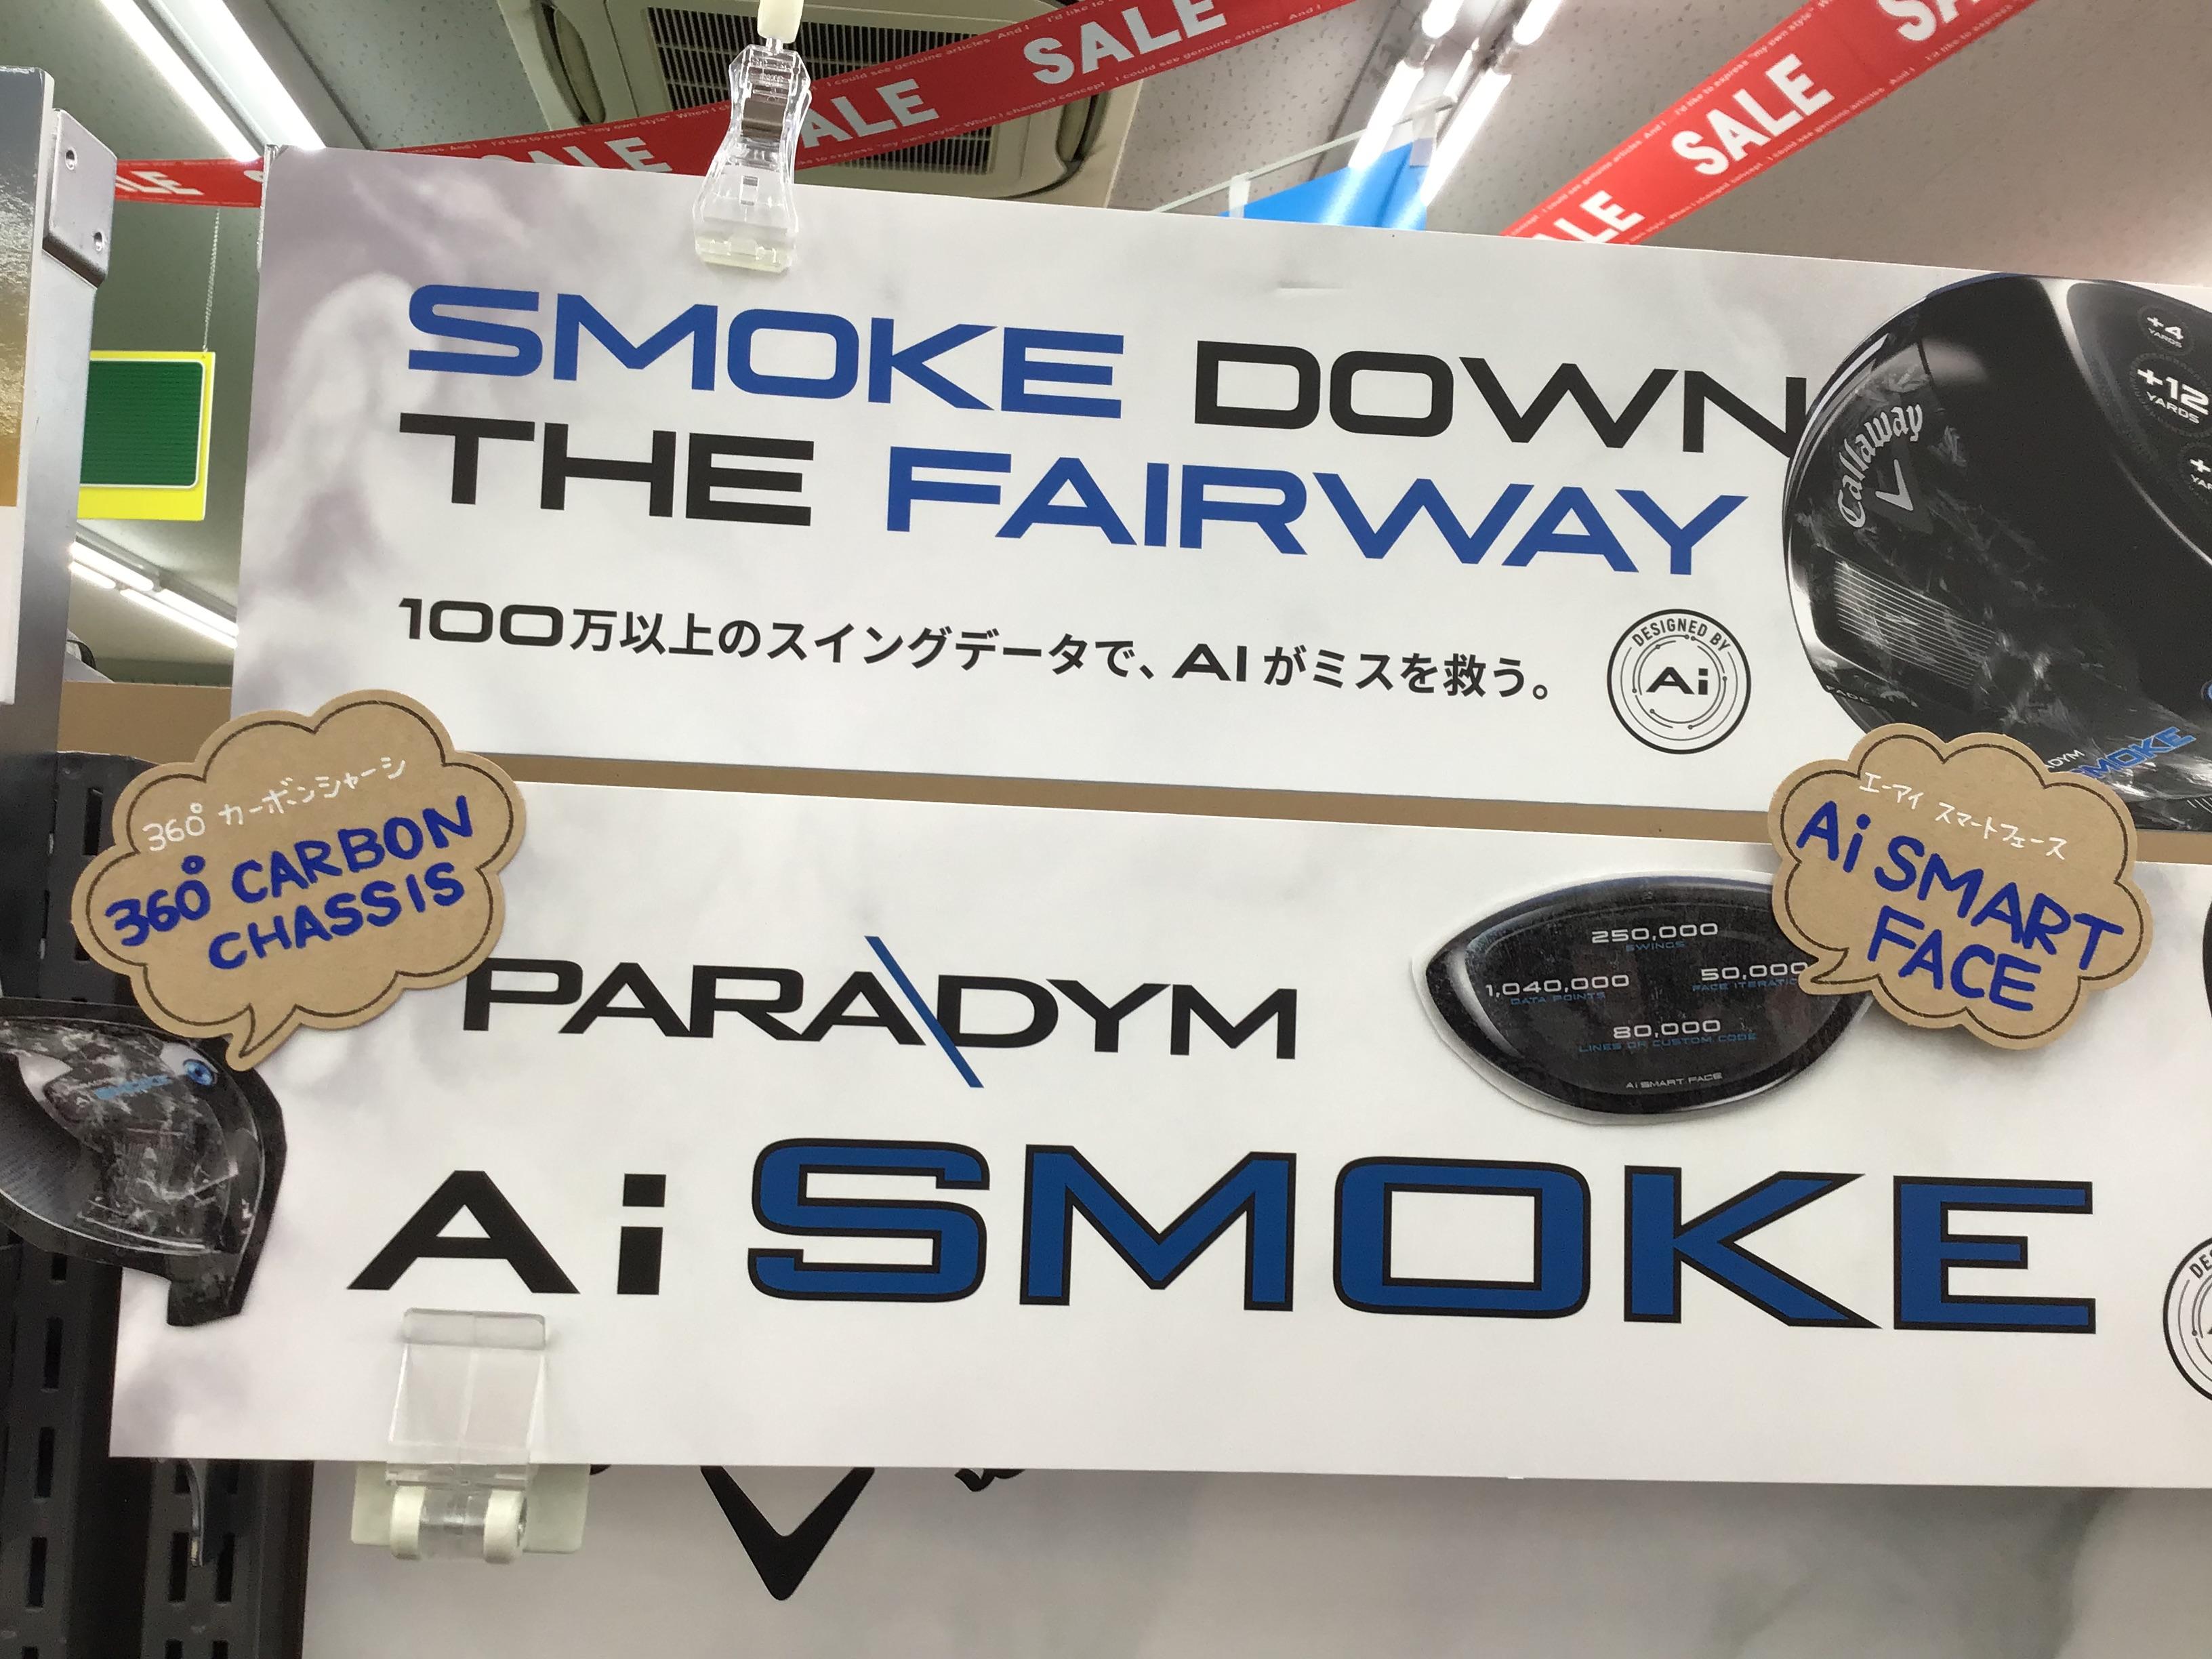 SALE
SALE
SALE
SALE
SMOKE DOWN
THE FAIRWAY
100万以上のスイングデータで、AIがミスを救う。
DESIGNED BY
Ai
Callaway
+4
YARDS
+12
YARDS
SMOKE
360° カーボンシャーシ
360° CARBON
CHASSIS
エーアイ スマートフェース
Ai SMART
FACE
PARADYM
Ai SMOKE
250,000
SWINGS
1,040,000
DATA POINTS
50,000
FACE
80,000
LINES OF CUSTOM CODE
Ai SMART FACE